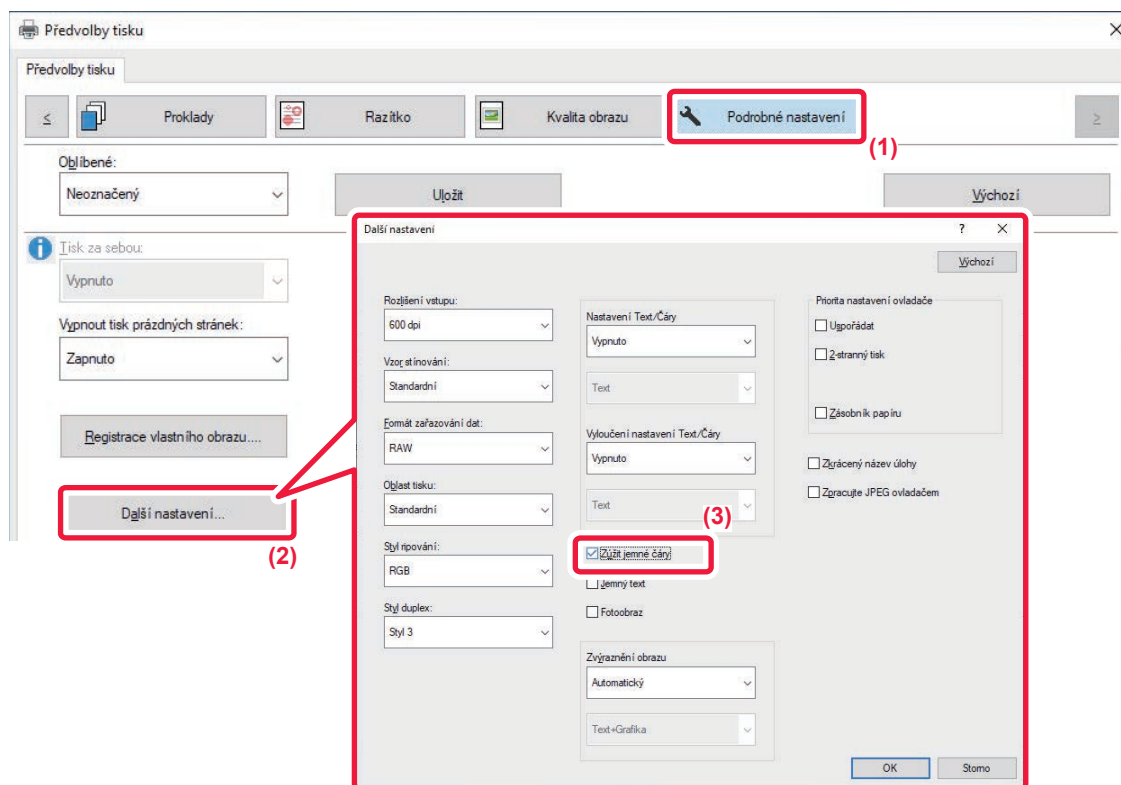 Předvolby tisku
Předvolby tisku
<
Proklady
Razítko
Kvalita obrazu
Podrobné nastavení
>
(1)
Oblíbené:
Neoznačený
Uložit
Výchozí
Tisk za sebou:
Vypnuto
Vypnout tisk prázdných stránek:
Zapnuto
Registrace vlastního obrazu....
Další nastavení...
(2)
Další nastavení
?
Výchozí
Rozlišení vstupu:
600 dpi
Vzor stínování:
Standardní
Formát zařazování dat:
RAW
Oblast tisku:
Standardní
Styl ripování:
RGB
Styl duplex:
Styl 3
Nastavení Text/Čáry
Vypnuto
Text
Vyloučení nastavení Text/Čáry
Vypnuto
Text
(3)
Zúžit jemné čáry
Jemný text
Fotoobraz
Zvýraznění obrazu
Automatický
Text+Grafika
Priorita nastavení ovladače
Uspořádat
2-stranný tisk
Zásobník papíru
Zkrácený název úlohy
Zpracujte JPEG ovladačem
OK
Storno